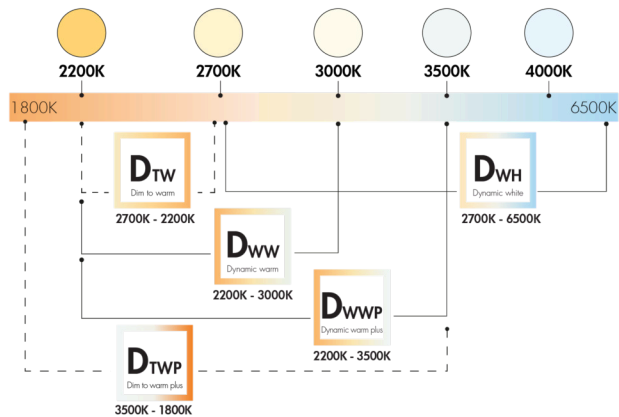 2200K
2700K
3000K
3500K
4000K
1800K
6500K
DTW
Dim to warm
2700K - 2200K
DWH
Dynamic white
2700K - 6500K
DWW
Dynamic warm
2200K - 3000K
DWWP
Dynamic warm plus
2200K - 3500K
DTWP
Dim to warm plus
3500K - 1800K